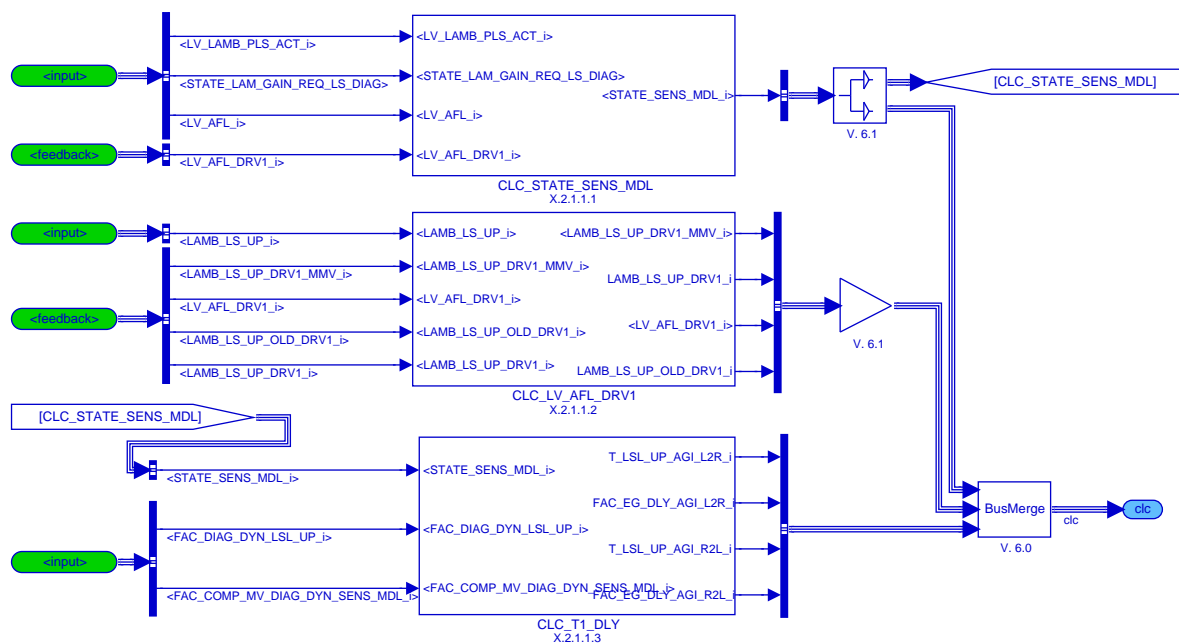 <input>
<LV_LAMB_PLS_ACT_i>
<STATE_LAM_GAIN_REQ_LS_DIAG>
<LV_AFL_i>
<feedback>
<LV_AFL_DRV1_i>
<LV_LAMB_PLS_ACT_i>
<STATE_LAM_GAIN_REQ_LS_DIAG>
<LV_AFL_i>
<LV_AFL_DRV1_i>
<STATE_SENS_MDL_i>
CLC_STATE_SENS_MDL
X.2.1.1.1
V. 6.1
[CLC_STATE_SENS_MDL]
<input>
<LAMB_LS_UP_i>
<feedback>
<LAMB_LS_UP_DRV1_MMV_i>
<LV_AFL_DRV1_i>
<LAMB_LS_UP_OLD_DRV1_i>
<LAMB_LS_UP_DRV1_i>
<LAMB_LS_UP_i>
<LAMB_LS_UP_DRV1_MMV_i>
<LV_AFL_DRV1_i>
<LAMB_LS_UP_OLD_DRV1_i>
<LAMB_LS_UP_DRV1_i>
<LAMB_LS_UP_DRV1_MMV_i>
LAMB_LS_UP_DRV1_i
<LV_AFL_DRV1_i>
LAMB_LS_UP_OLD_DRV1_i
CLC_LV_AFL_DRV1
X.2.1.1.2
V. 6.1
[CLC_STATE_SENS_MDL]
<STATE_SENS_MDL_i>
<input>
<FAC_DIAG_DYN_LSL_UP_i>
<FAC_COMP_MV_DIAG_DYN_SENS_MDL_i>
<STATE_SENS_MDL_i>
<FAC_DIAG_DYN_LSL_UP_i>
<FAC_COMP_MV_DIAG_DYN_SENS_MDL_i>
T_LSL_UP_AGI_L2R_i
FAC_EG_DLY_AGI_L2R_i
T_LSL_UP_AGI_R2L_i
FAC_EG_DLY_AGI_R2L_i
CLC_T1_DLY
X.2.1.1.3
BusMerge
V. 6.0
clc
clc